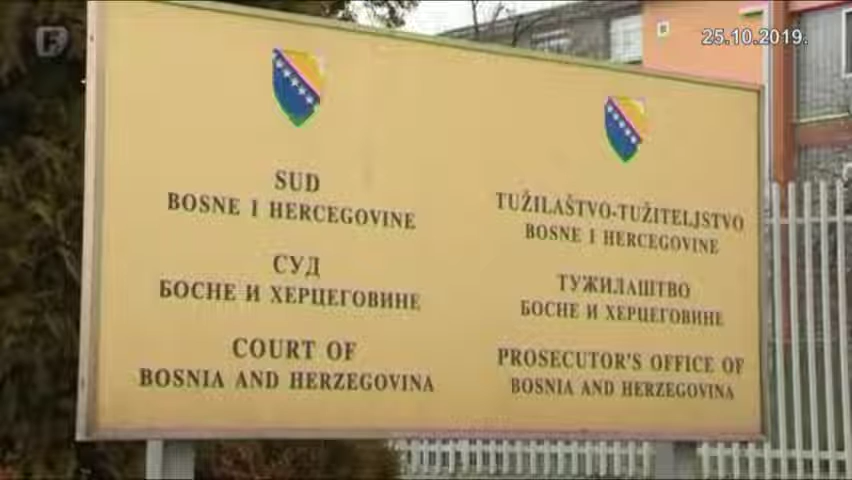 25.10.2019.
SUD
BOSNE I HERCEGOVINE
СУД
БОСНЕ И ХЕРЦЕГОВИНЕ
COURT OF
BOSNIA AND HERZEGOVINA
TUŽILAŠTVO-TUŽITELJSTVO
BOSNE I HERCEGOVINE
ТУЖИЛАШТВО
БОСНЕ И ХЕРЦЕГОВИНЕ
PROSECUTOR'S OFFICE OF
BOSNIA AND HERZEGOVINA